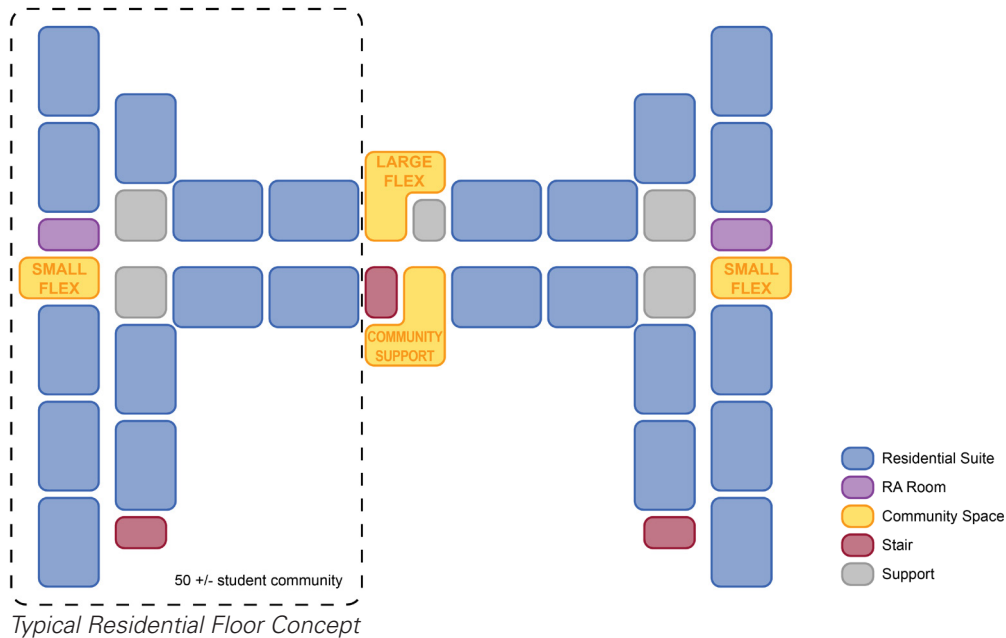 LARGE
FLEX
SMALL
FLEX
SMALL
FLEX
COMMUNITY
SUPPORT
Residential Suite
RA Room
Community Space
Stair
Support
50 +/- student community
Typical Residential Floor Concept